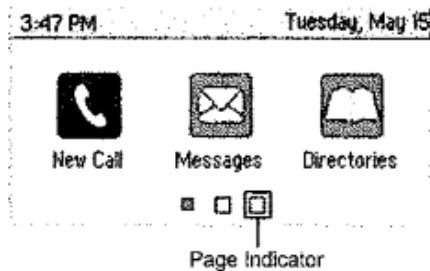 3:47 PM Tuesday, May 15
New Call Messages Directories
Page Indicator